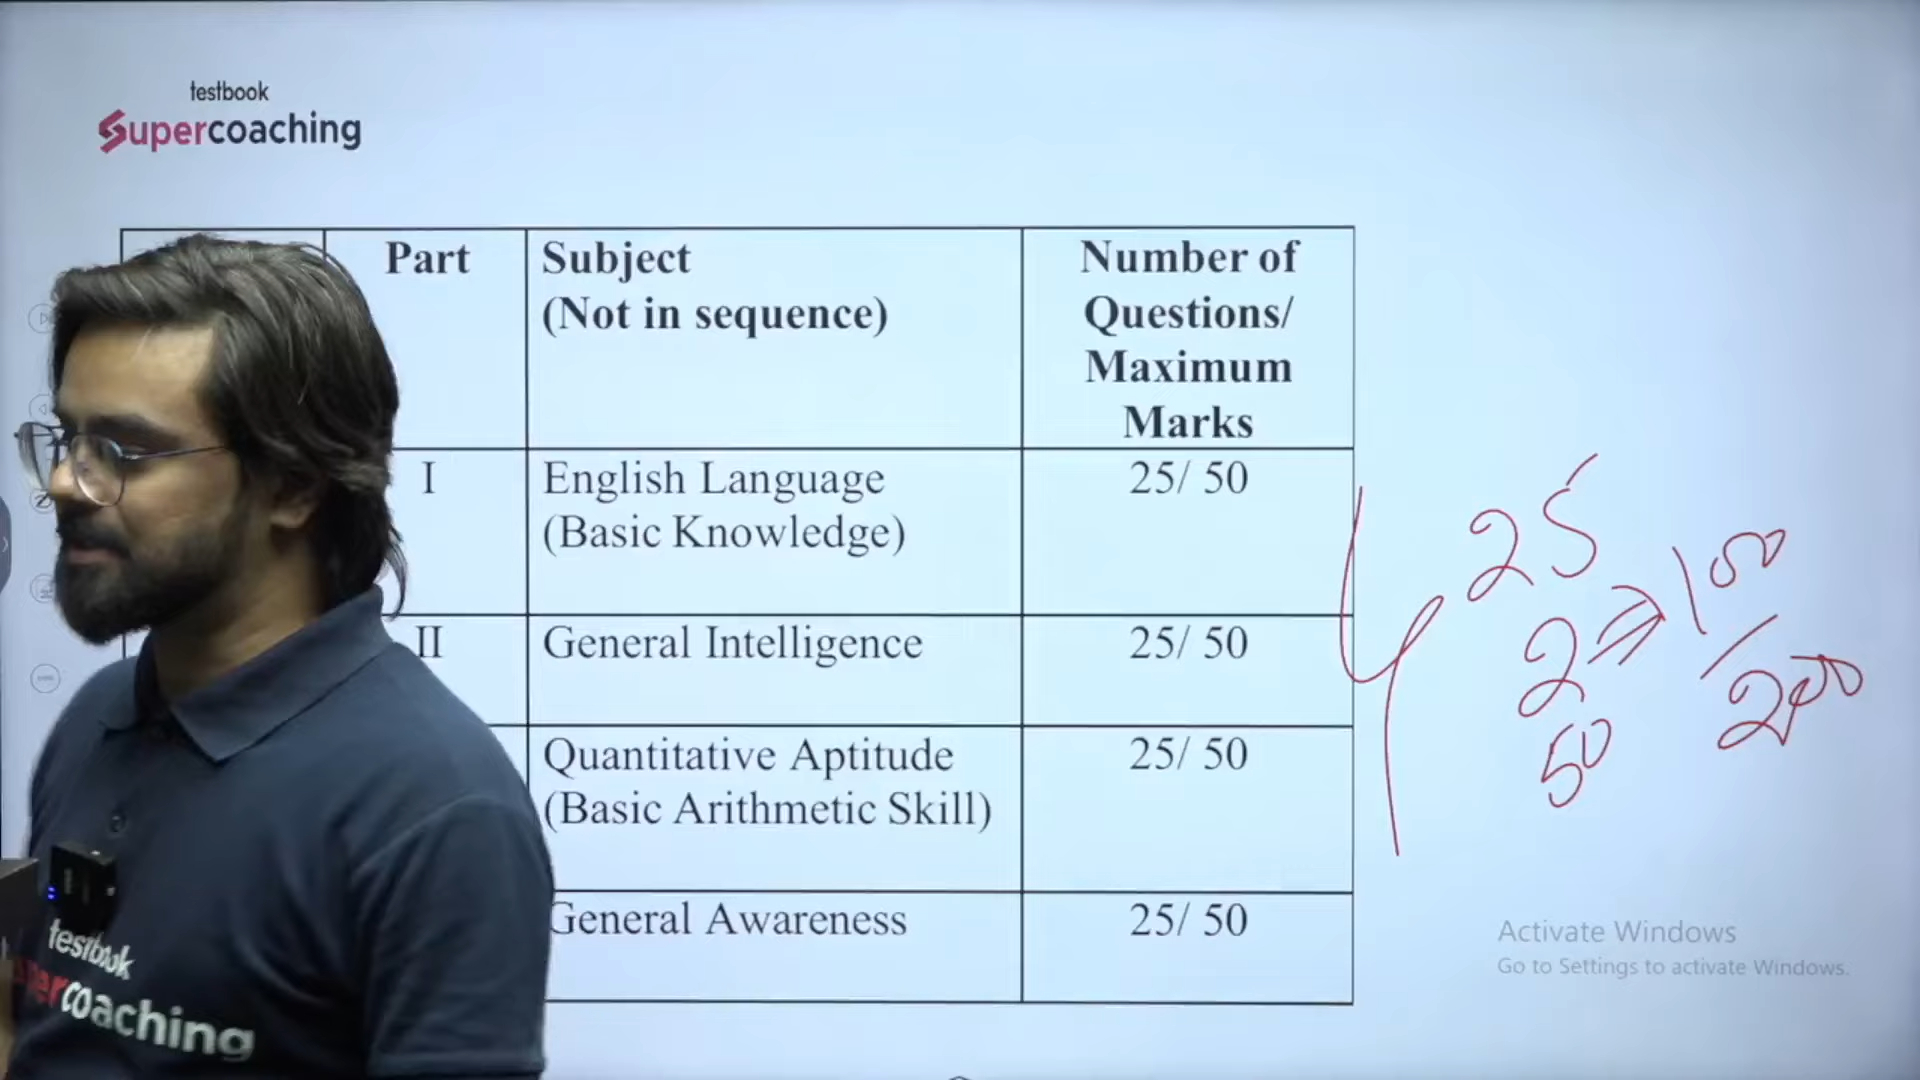 testbook
Supercoaching
Part
Subject
(Not in sequence)
Number of
Questions/
Maximum
Marks
I
English Language
(Basic Knowledge)
25/ 50
II
General Intelligence
25/ 50
Quantitative Aptitude
(Basic Arithmetic Skill)
25/ 50
General Awareness
25/ 50
25
2
50
100
200
Activate Windows
Go to Settings to activate Windows.
testbook
percoaching